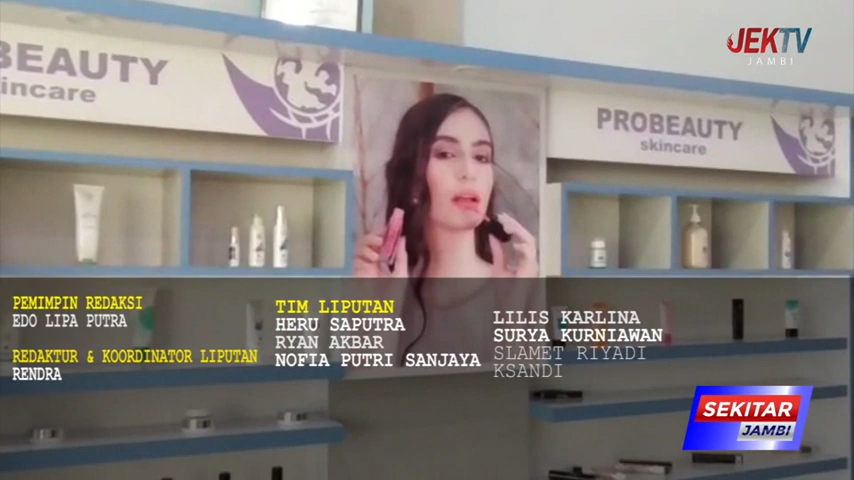 JEKTV
JAMBI
BEAUTY
incare
PROBEAUTY
skincare
PEMIMPIN REDAKSI
EDO LIPA PUTRA
REDAKTUR & KOORDINATOR LIPUTAN
RENDRA
TIM LIPUTAN
HERU SAPUTRA
RYAN AKBAR
NOFIA PUTRI SANJAYA
LILIS KARLINA
SURYA KURNIAWAN
SLAMET RIYADI
KSANDI
SEKITAR
JAMBI